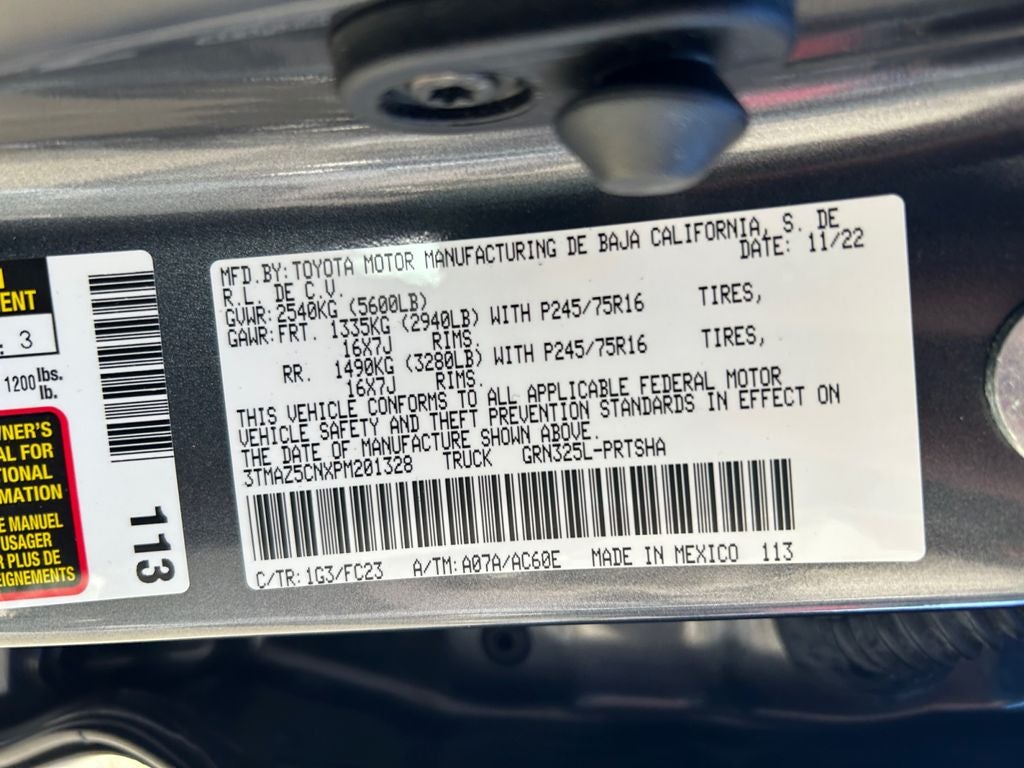 MFD.BY:TOYOTA MOTOR MANUFACTURING DE BAJA CALIFORNIA, S. DE
R.L. DE C.V. DATE: 11/22
GVWR:2540KG (5600LB)
GAWR:FRT. 1335KG (2940LB) WITH P245/75R16 TIRES,
16X7J RIMS.
RR. 1490KG (3280LB) WITH P245/75R16 TIRES,
16X7J RIMS.
THIS VEHICLE CONFORMS TO ALL APPLICABLE FEDERAL MOTOR
VEHICLE SAFETY AND THEFT PREVENTION STANDARDS IN EFFECT ON
THE DATE OF MANUFACTURE SHOWN ABOVE.
3TMAZ5CNXPM201328 TRUCK GRN325L-PRTSHA
C/TR:1G3/FC23 A/TM:A07A/AC60E MADE IN MEXICO 113
ENT
: 3
1200 lbs.
lb.
NER'S
AL FOR
TIONAL
MATION
E MANUEL
USAGER
R PLUS DE
EIGNEMENTS
113